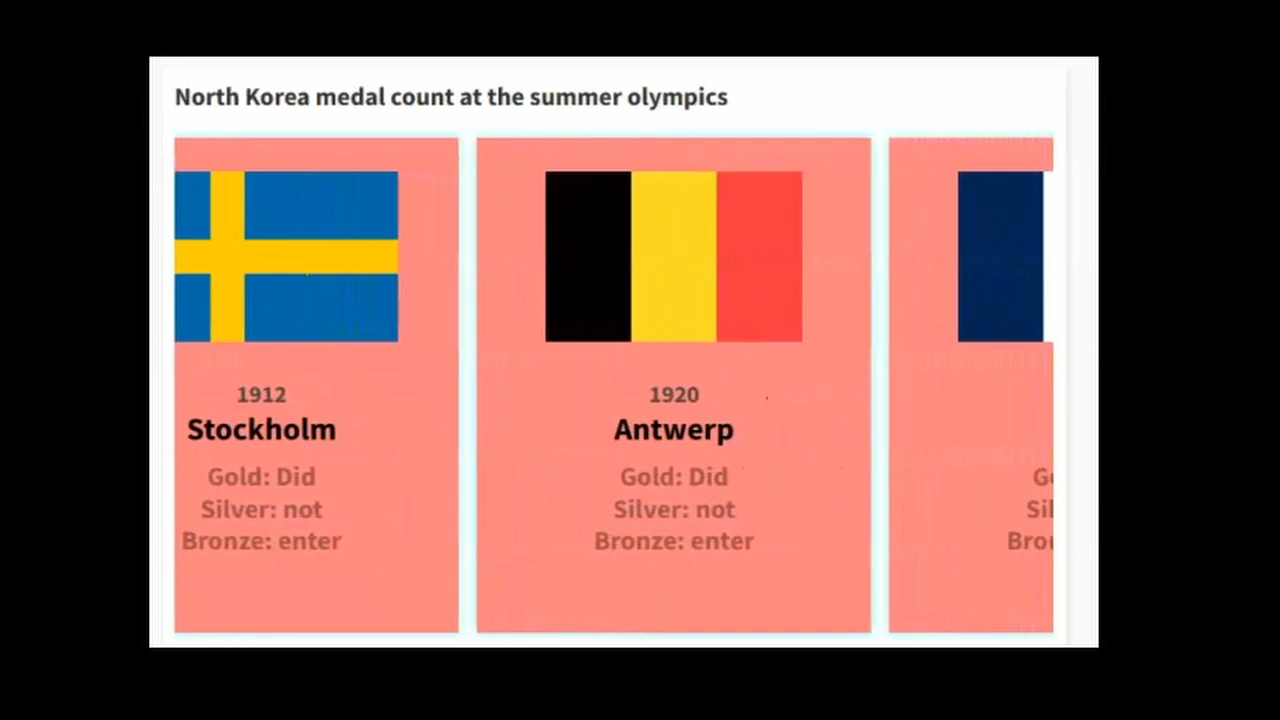 North Korea medal count at the summer olympics
1912
Stockholm
Gold: Did
Silver: not
Bronze: enter
1920
Antwerp
Gold: Did
Silver: not
Bronze: enter